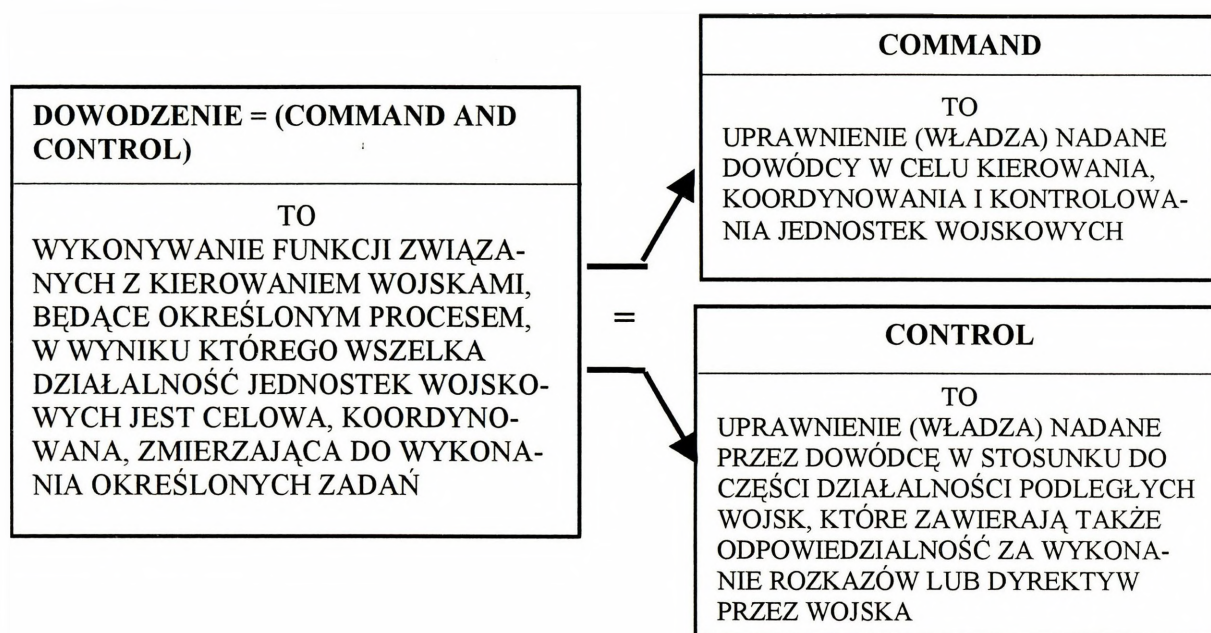 DOWODZENIE = (COMMAND AND
CONTROL)
TO
WYKONYWANIE FUNKCJI ZWIĄZA-
NYCH Z KIEROWANIEM WOJSKAMI,
BĘDĄCE OKREŚLONYM PROCESEM,
W WYNIKU KTÓREGO WSZELKA
DZIAŁALNOŚĆ JEDNOSTEK WOJSKO-
WYCH JEST CELOWA, KOORDYNO-
WANA, ZMIERZAJĄCA DO WYKONA-
NIA OKREŚLONYCH ZADAŃ
=
COMMAND
TO
UPRAWNIENIE (WŁADZA) NADANE
DOWÓDCY W CELU KIEROWANIA,
KOORDYNOWANIA I KONTROLOWA-
NIA JEDNOSTEK WOJSKOWYCH
CONTROL
TO
UPRAWNIENIE (WŁADZA) NADANE
PRZEZ DOWÓDCĘ W STOSUNKU DO
CZĘŚCI DZIAŁALNOŚCI PODLEGŁYCH
WOJSK, KTÓRE ZAWIERAJĄ TAKŻE
ODPOWIEDZIALNOŚĆ ZA WYKONA-
NIE ROZKAZÓW LUB DYREKTYW
PRZEZ WOJSKA